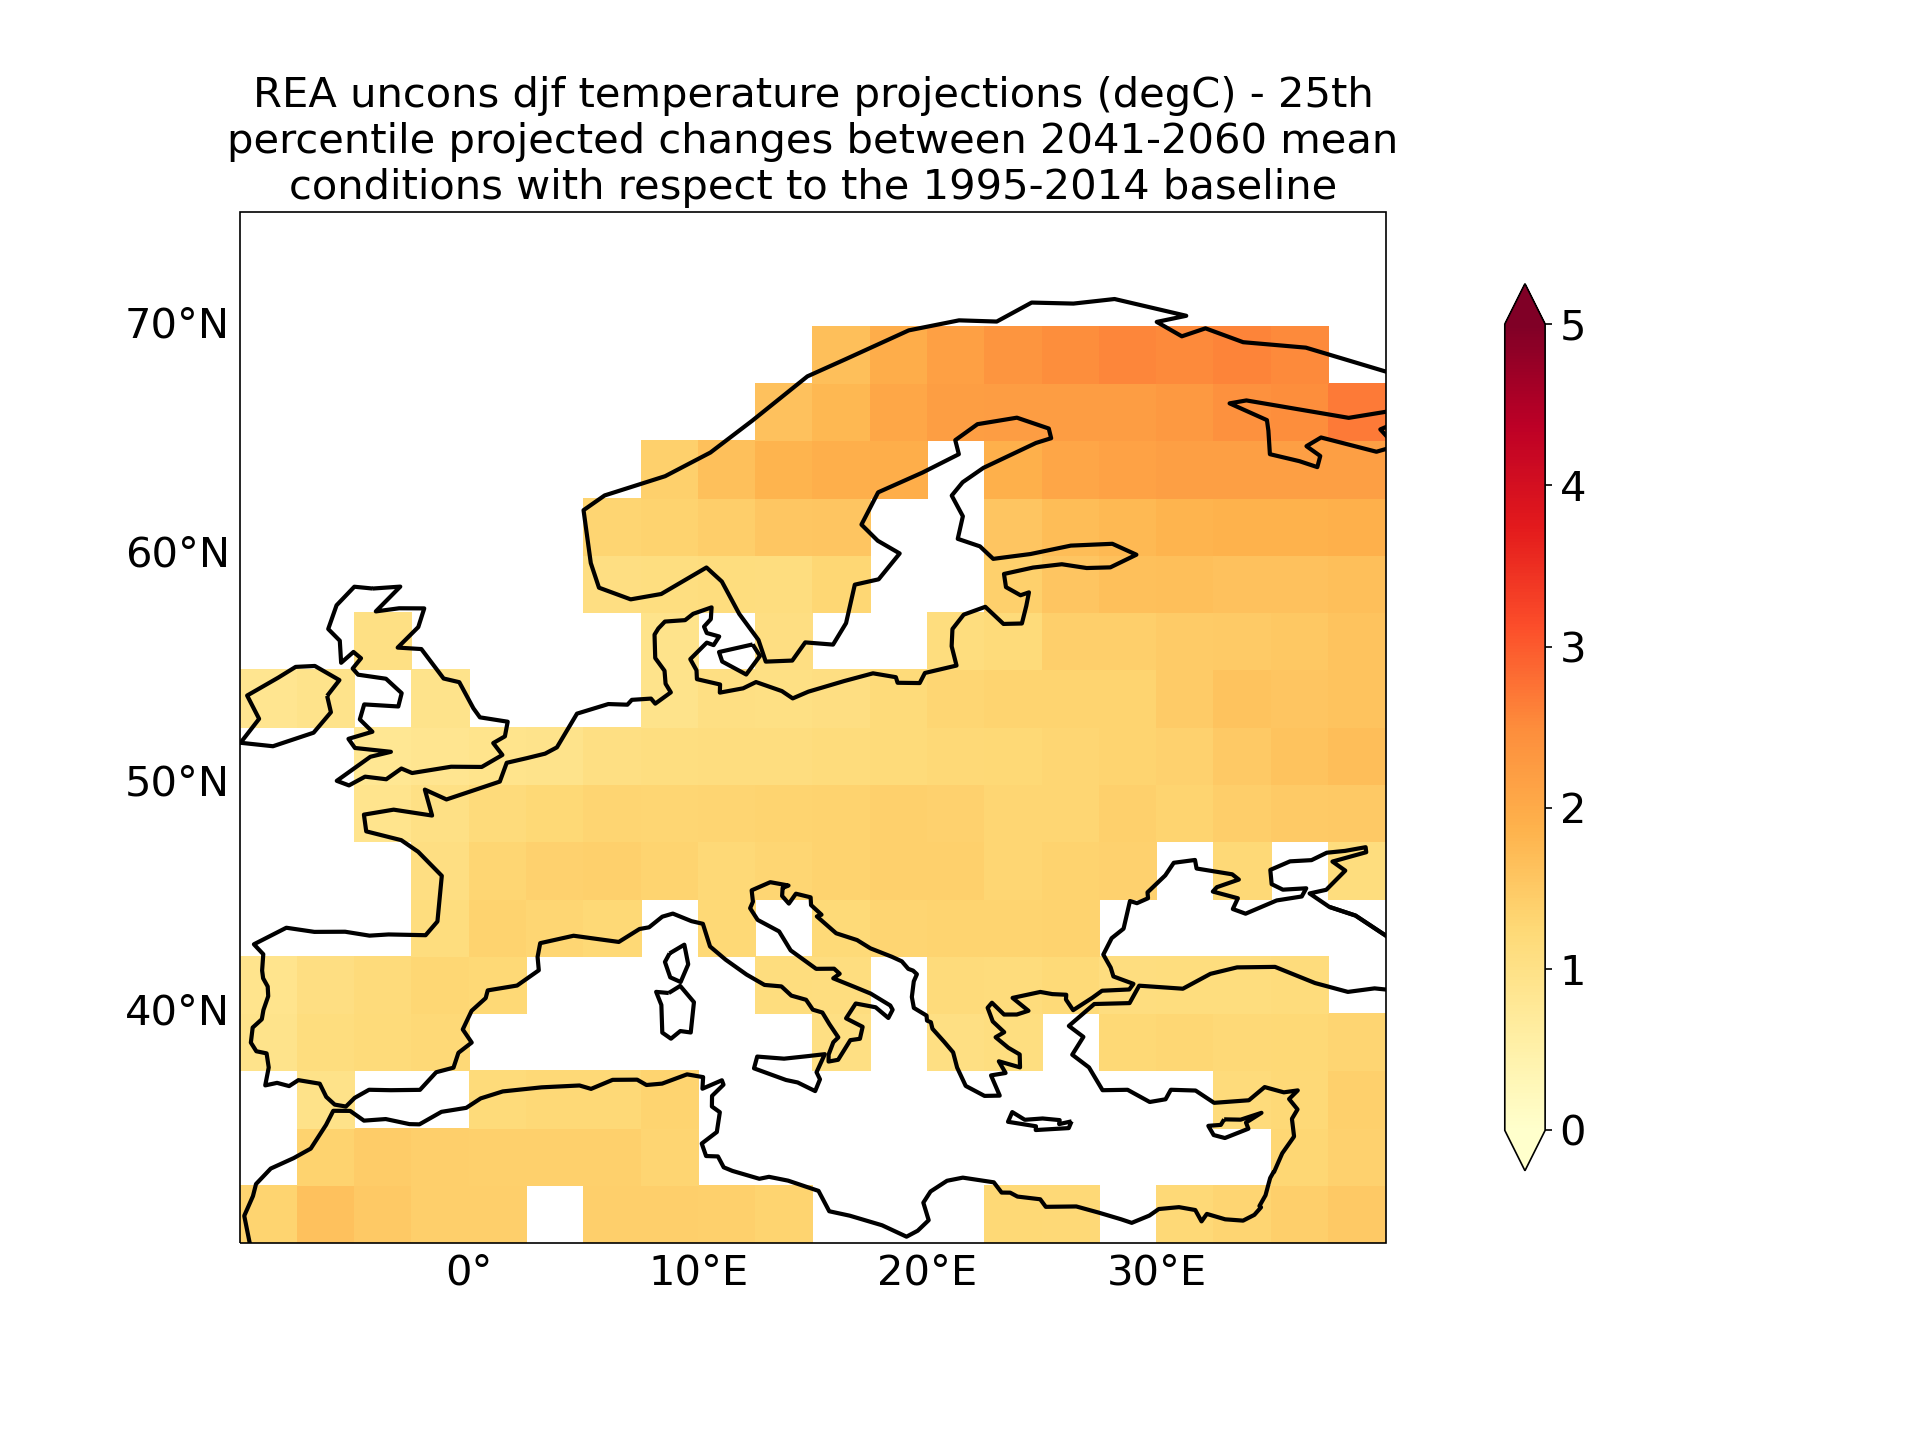 REA uncons djf temperature projections (degC) - 25th
percentile projected changes between 2041-2060 mean
conditions with respect to the 1995-2014 baseline
70°N
60°N
50°N
40°N
0°
10°E
20°E
30°E
5
4
3
2
1
0